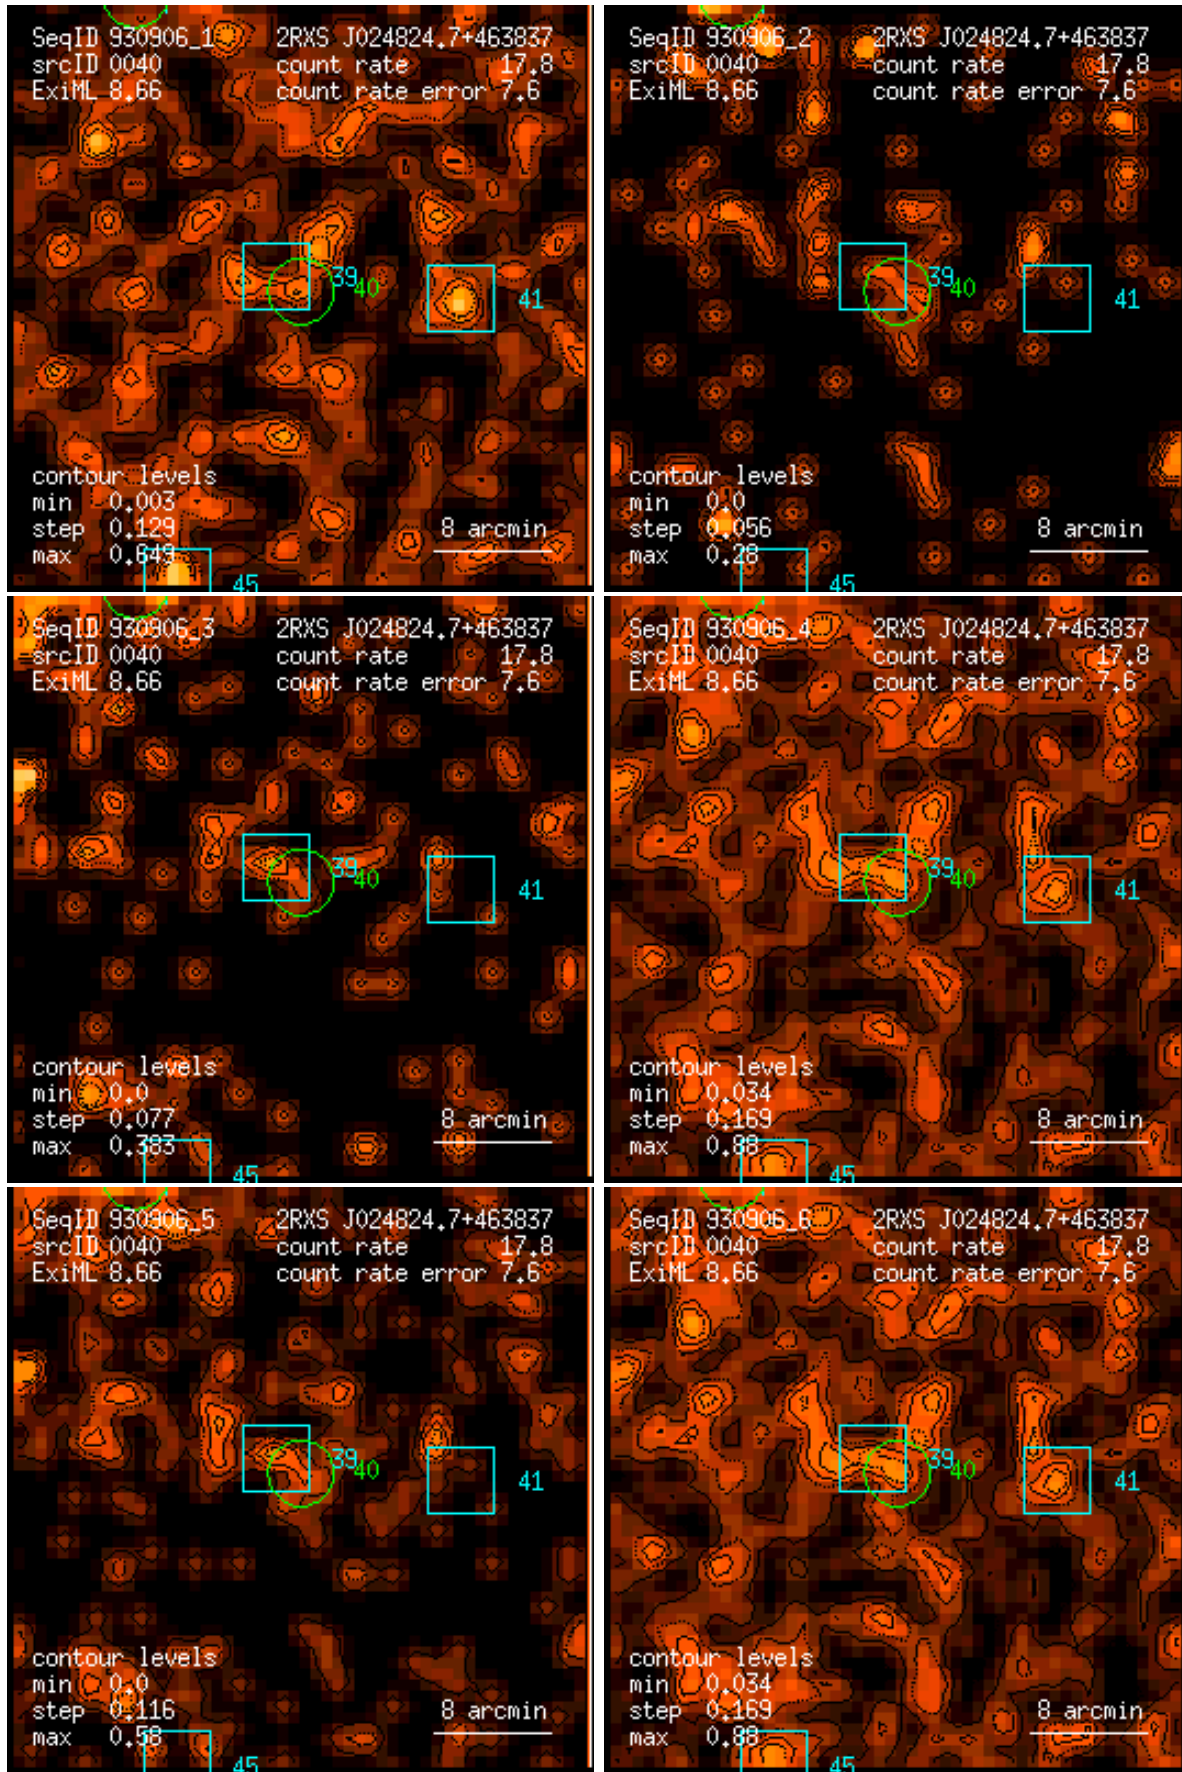 SeqID 930906_1 2RXS J024824.7+463837
srcID 0040 count rate 17.8
ExiML 8.66 count rate error 7.6
39
40
41
contour levels
min 0.003
step 0.129
max 0.649
8 arcmin
45
SeqID 930906_2 2RXS J024824.7+463837
srcID 0040 count rate 17.8
ExiML 8.66 count rate error 7.6
39
40
41
contour levels
min 0.0
step 0.056
max 0.28
8 arcmin
45
SeqID 930906_3 2RXS J024824.7+463837
srcID 0040 count rate 17.8
ExiML 8.66 count rate error 7.6
39
40
41
contour levels
min 0.0
step 0.077
max 0.383
8 arcmin
45
SeqID 930906_4 2RXS J024824.7+463837
srcID 0040 count rate 17.8
ExiML 8.66 count rate error 7.6
39
40
41
contour levels
min 0.034
step 0.169
max 0.88
8 arcmin
45
SeqID 930906_5 2RXS J024824.7+463837
srcID 0040 count rate 17.8
ExiML 8.66 count rate error 7.6
39
40
41
contour levels
min 0.0
step 0.116
max 0.58
8 arcmin
45
SeqID 930906_6 2RXS J024824.7+463837
srcID 0040 count rate 17.8
ExiML 8.66 count rate error 7.6
39
40
41
contour levels
min 0.034
step 0.169
max 0.88
8 arcmin
45